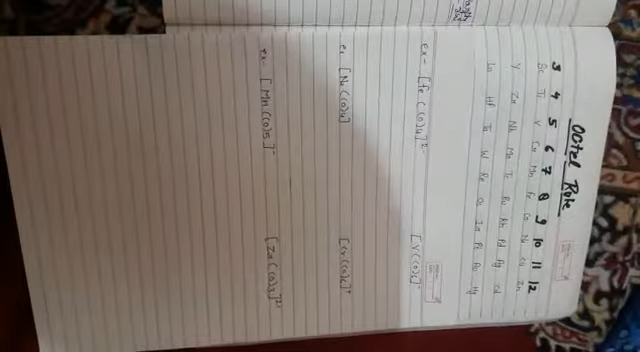 Octel Role
3 4 5 6 7 8 9 10 11 12
Sc Ti V Cr Mn Fe Co Ni Cu Zn
Y Zr Nb Mo Tc Ru Rh Pd Ag Cd
La Hf Ta W Re Os Ir Pt Au Hg
ex- [Fe(CO)4]2- [V(CO)6]-
ex [Ni(CO)4] [Cr(CO)6]+
ex- [Mn(CO)5]- [Zn(CO)3]2+